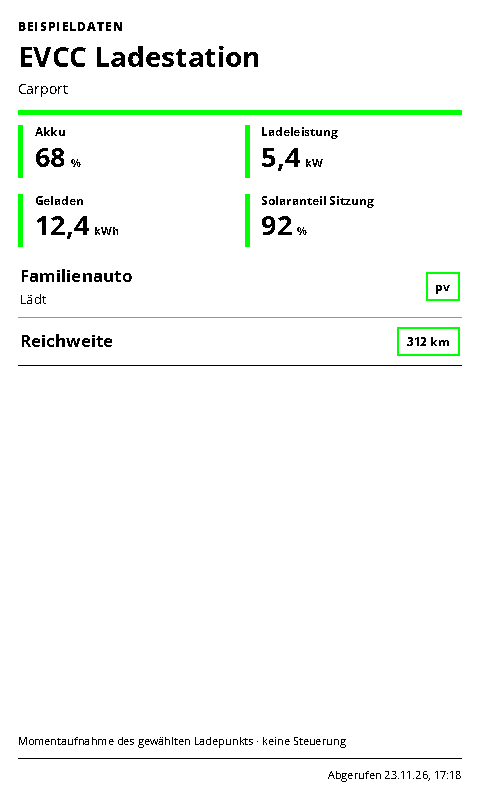 BEISPIELDATEN
EVCC Ladestation
Carport
Akku
68 %
Ladeleistung
5,4 kW
Geladen
12,4 kWh
Solaranteil Sitzung
92 %
Familienauto
Lädt
pv
Reichweite
312 km
Momentaufnahme des gewählten Ladepunkts · keine Steuerung
Abgerufen 23.11.26, 17:18